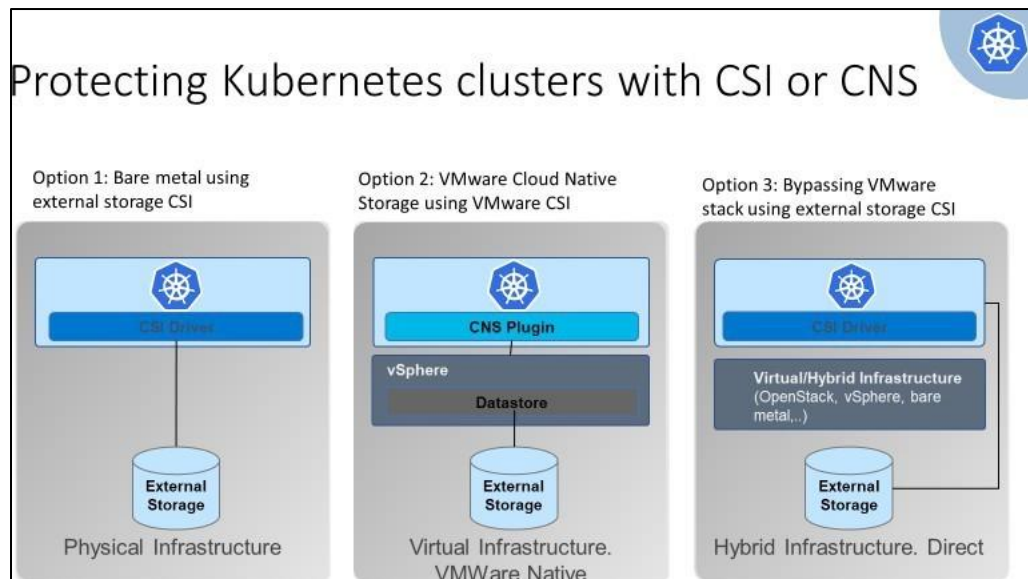 Protecting Kubernetes clusters with CSI or CNS
Option 1: Bare metal using
external storage CSI
CSI Driver
External
Storage
Physical Infrastructure
Option 2: VMware Cloud Native
Storage using VMware CSI
CNS Plugin
vSphere
Datastore
External
Storage
Virtual Infrastructure.
VMWare Native
Option 3: Bypassing VMware
stack using external storage CSI
CSI Driver
Virtual/Hybrid Infrastructure
(OpenStack, vSphere, bare
metal,..)
External
Storage
Hybrid Infrastructure. Direct